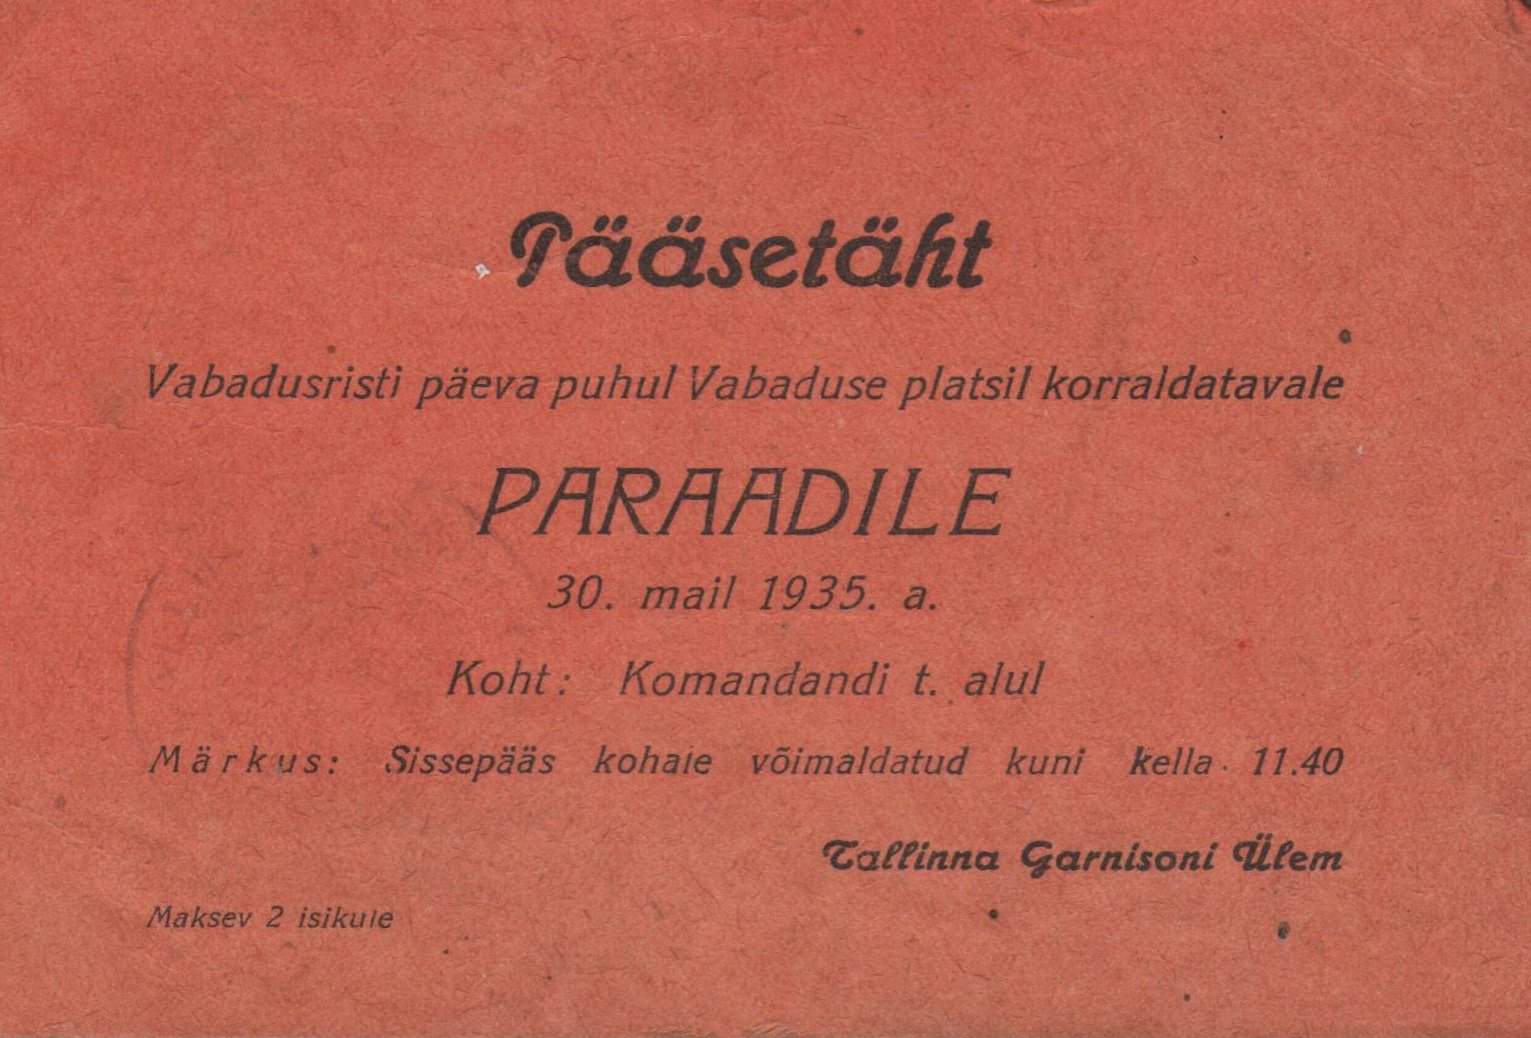 Pääsetäht
Vabadusristi päeva puhul Vabaduse platsil korraldatavale
PARAADILE
30. mail 1935. a.
Koht: Komandandi t. alul
Märkus: Sissepääs kohale võimaldatud kuni kella 11.40
Tallinna Garnisoni Ülem
Maksev 2 isikule